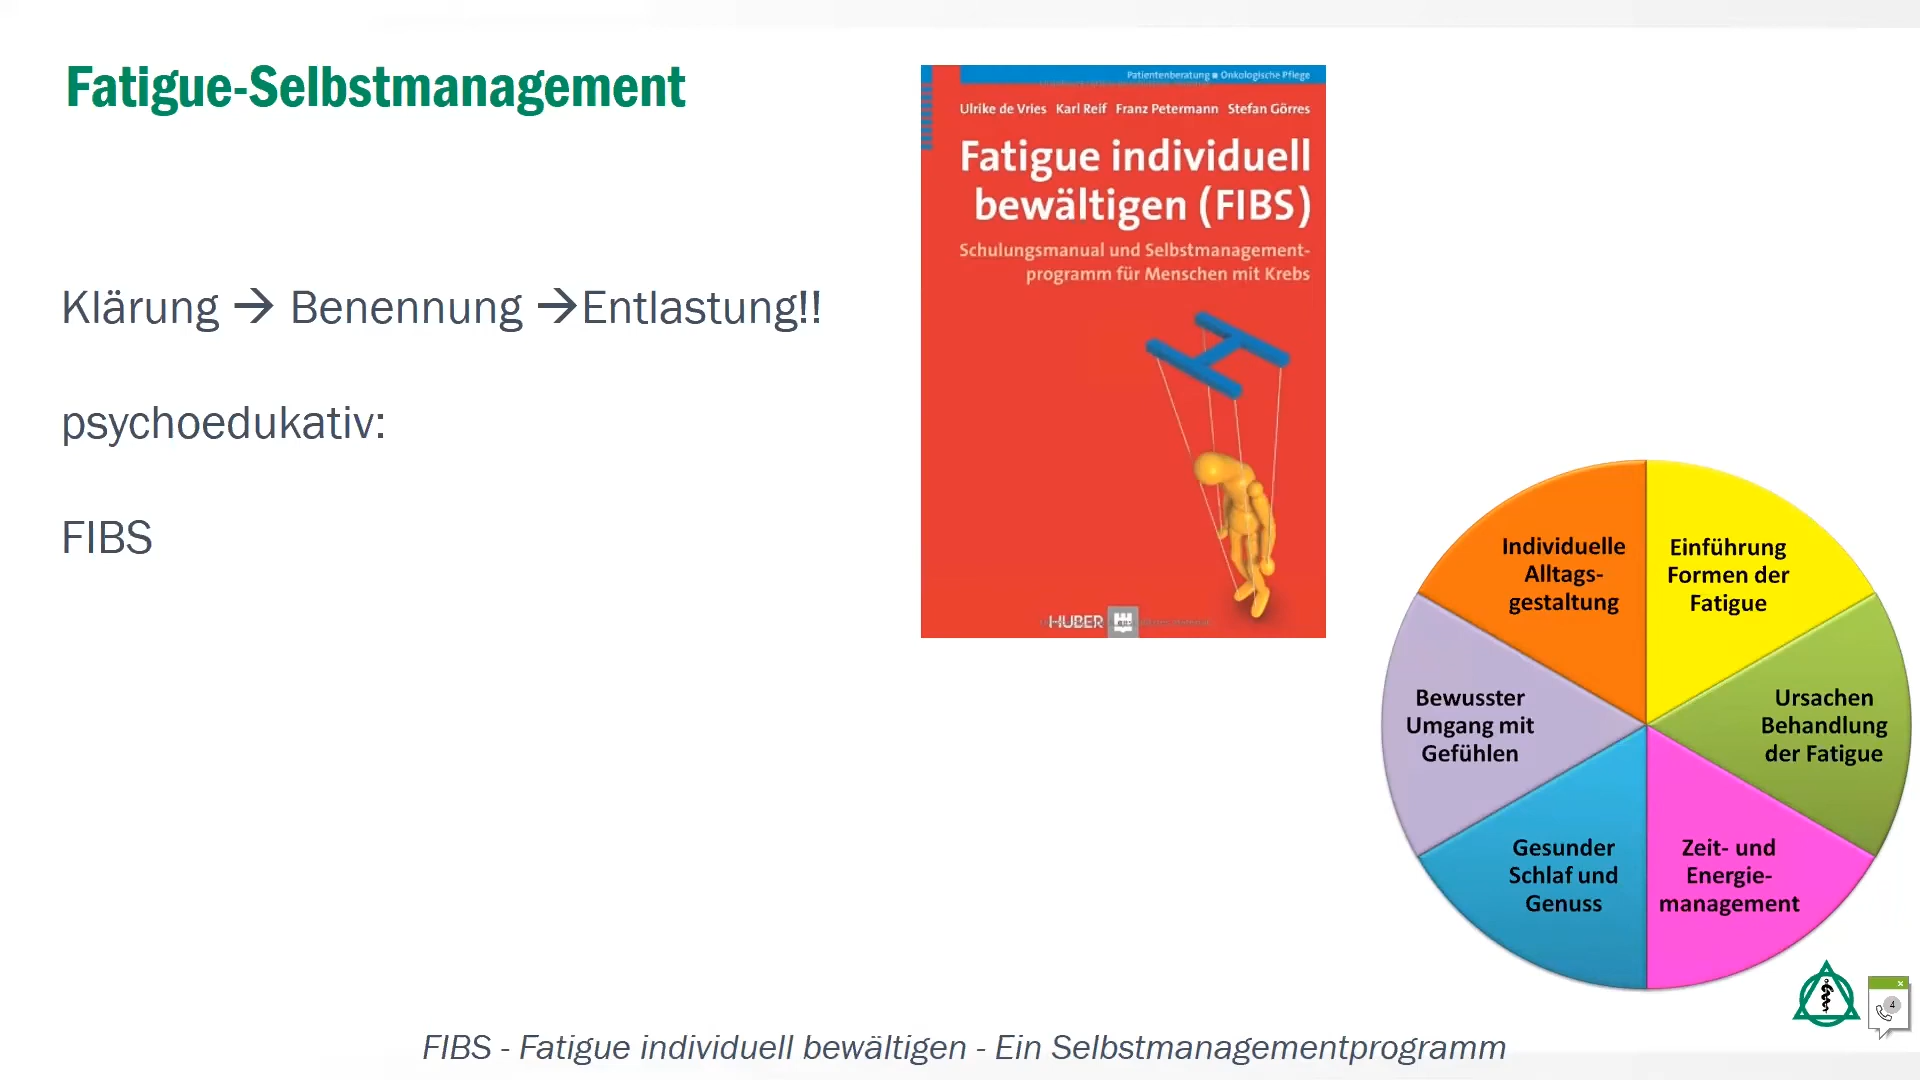 Fatigue-Selbstmanagement
Klärung → Benennung →Entlastung!!
psychoedukativ:
FIBS
Patientenberatung ■ Onkologische Pflege
Ulrike de Vries Karl Reif Franz Petermann Stefan Görres
Fatigue individuell
bewältigen (FIBS)
Schulungsmanual und Selbstmanagement-
programm für Menschen mit Krebs
HUBER
Individuelle
Alltags-
gestaltung
Einführung
Formen der
Fatigue
Bewusster
Umgang mit
Gefühlen
Ursachen
Behandlung
der Fatigue
Gesunder
Schlaf und
Genuss
Zeit- und
Energie-
management
4
FIBS - Fatigue individuell bewältigen - Ein Selbstmanagementprogramm